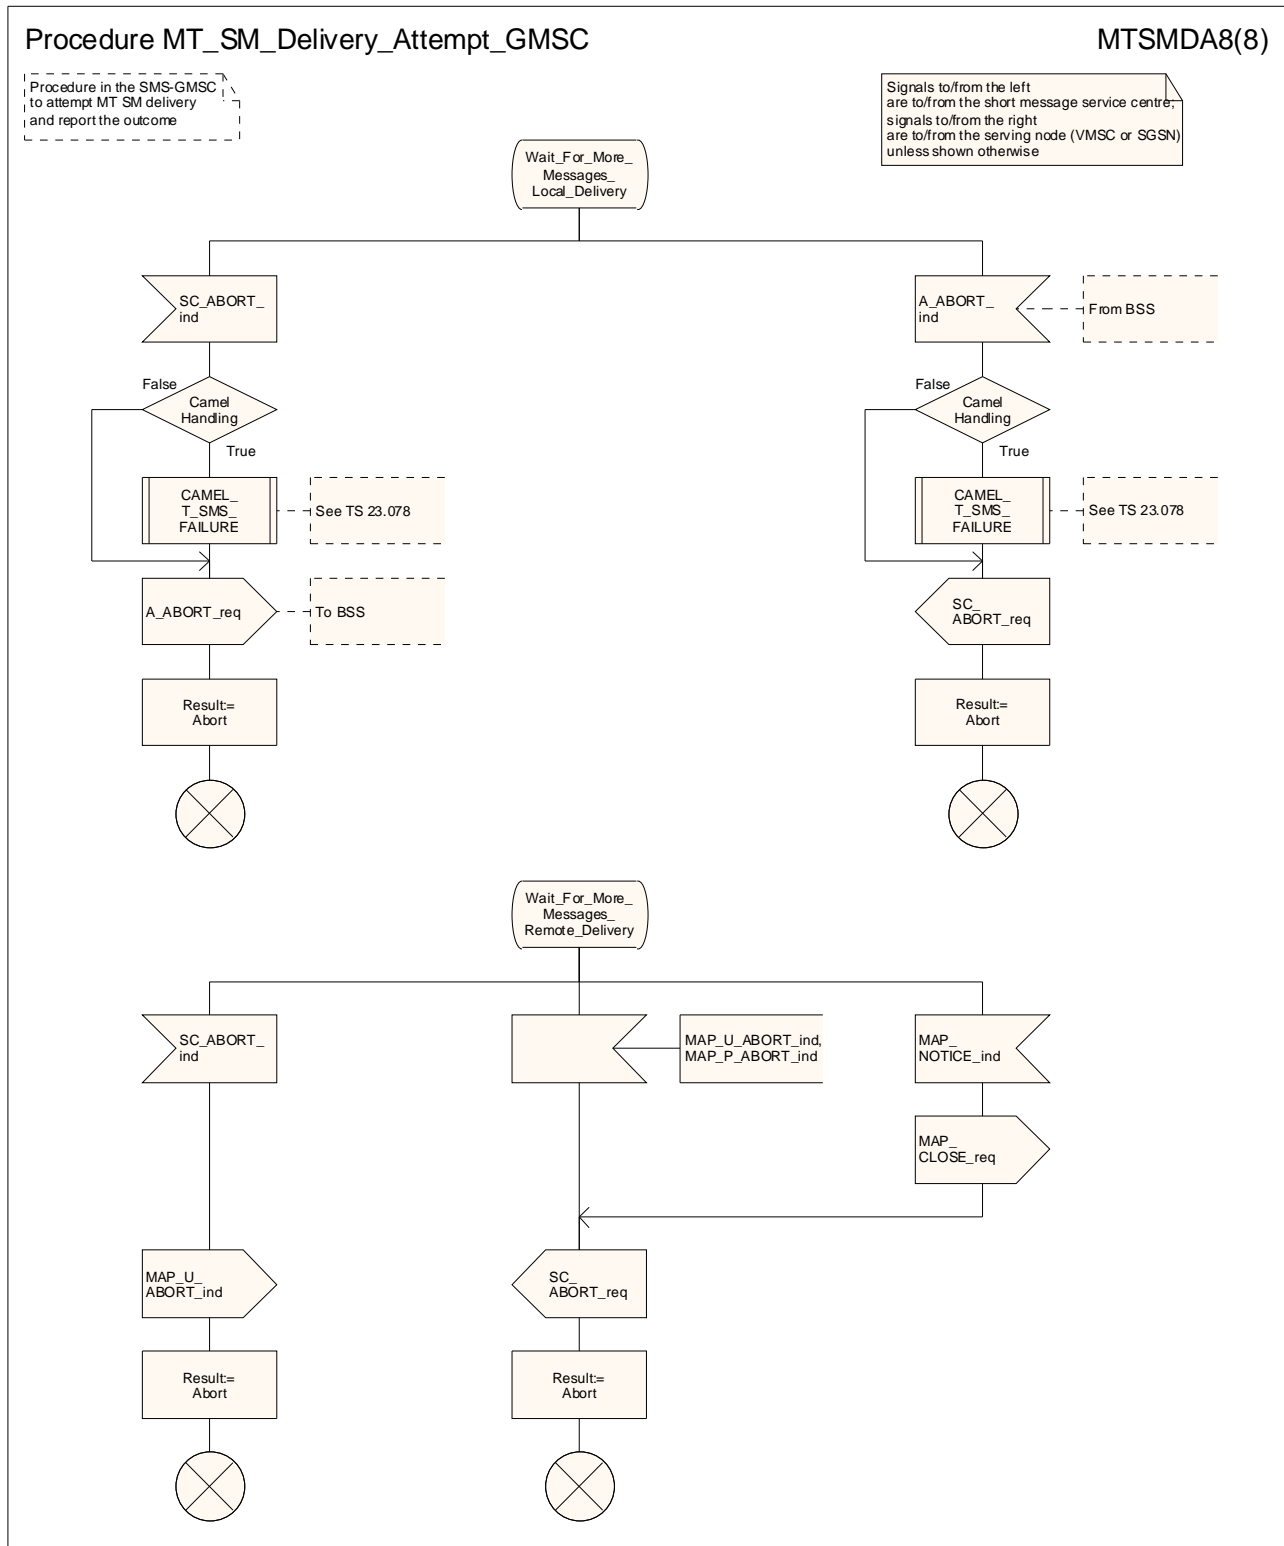 Procedure MT_SM_Delivery_Attempt_GMSC
MTSMDA8(8)
Procedure in the SMS-GMSC
to attempt MT SM delivery
and report the outcome
Signals to/from the left
are to/from the short message service centre;
signals to/from the right
are to/from the serving node (VMSC or SGSN)
unless shown otherwise
Wait_For_More_
Messages_
Local_Delivery
SC_ABORT_
ind
A_ABORT_
ind
From BSS
False
Camel
Handling
True
False
Camel
Handling
True
CAMEL_
T_SMS_
FAILURE
See TS 23.078
CAMEL_
T_SMS_
FAILURE
See TS 23.078
A_ABORT_req
To BSS
SC_
ABORT_req
Result:=
Abort
Result:=
Abort
Wait_For_More_
Messages_
Remote_Delivery
SC_ABORT_
ind
MAP_U_ABORT_ind,
MAP_P_ABORT_ind
MAP_
NOTICE_ind
MAP_
CLOSE_req
MAP_U_
ABORT_ind
SC_
ABORT_req
Result:=
Abort
Result:=
Abort